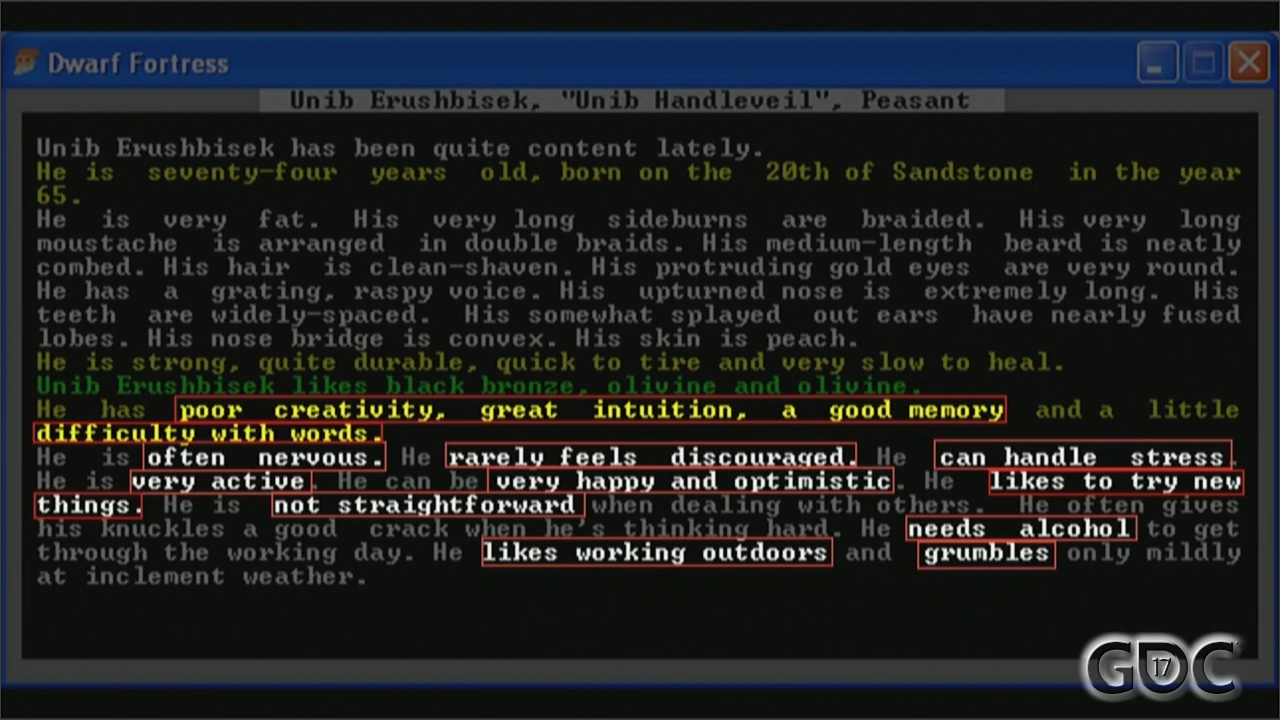 Dwarf Fortress
Unib Erushbisek, "Unib Handleveil", Peasant
Unib Erushbisek has been quite content lately.
He is seventy-four years old, born on the 20th of Sandstone in the year
65.
He is very fat. His very long sideburns are braided. His very long
moustache is arranged in double braids. His medium-length beard is neatly
combed. His hair is clean-shaven. His protruding gold eyes are very round.
He has a grating, raspy voice. His upturned nose is extremely long. His
teeth are widely-spaced. His somewhat splayed out ears have nearly fused
lobes. His nose bridge is convex. His skin is peach.
He is strong, quite durable, quick to tire and very slow to heal.
Unib Erushbisek likes black bronze, olivine and olivine.
He has poor creativity, great intuition, a good memory and a little
difficulty with words.
He is often nervous. He rarely feels discouraged. He can handle stress.
He is very active. He can be very happy and optimistic. He likes to try new
things. He is not straightforward when dealing with others. He often gives
his knuckles a good crack when he's thinking hard. He needs alcohol to get
through the working day. He likes working outdoors and grumbles only mildly
at inclement weather.
GDC
17